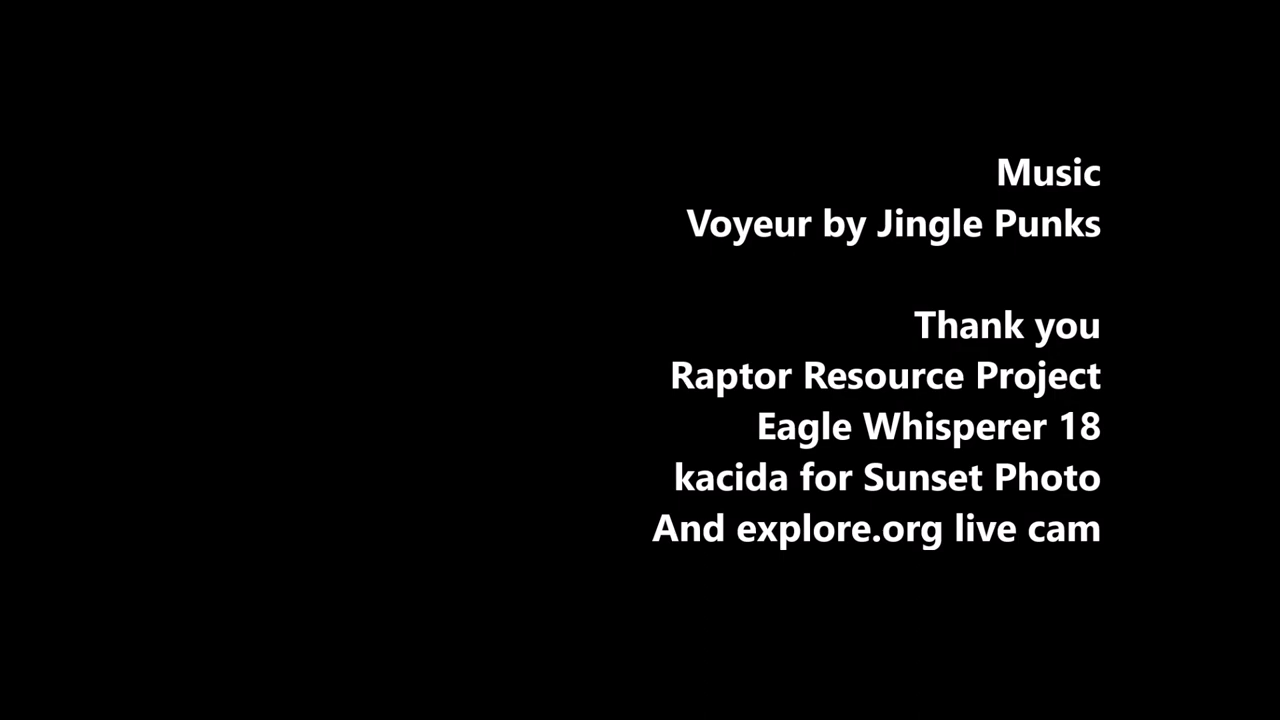 Music
Voyeur by Jingle Punks
Thank you
Raptor Resource Project
Eagle Whisperer 18
kacida for Sunset Photo
And explore.org live cam